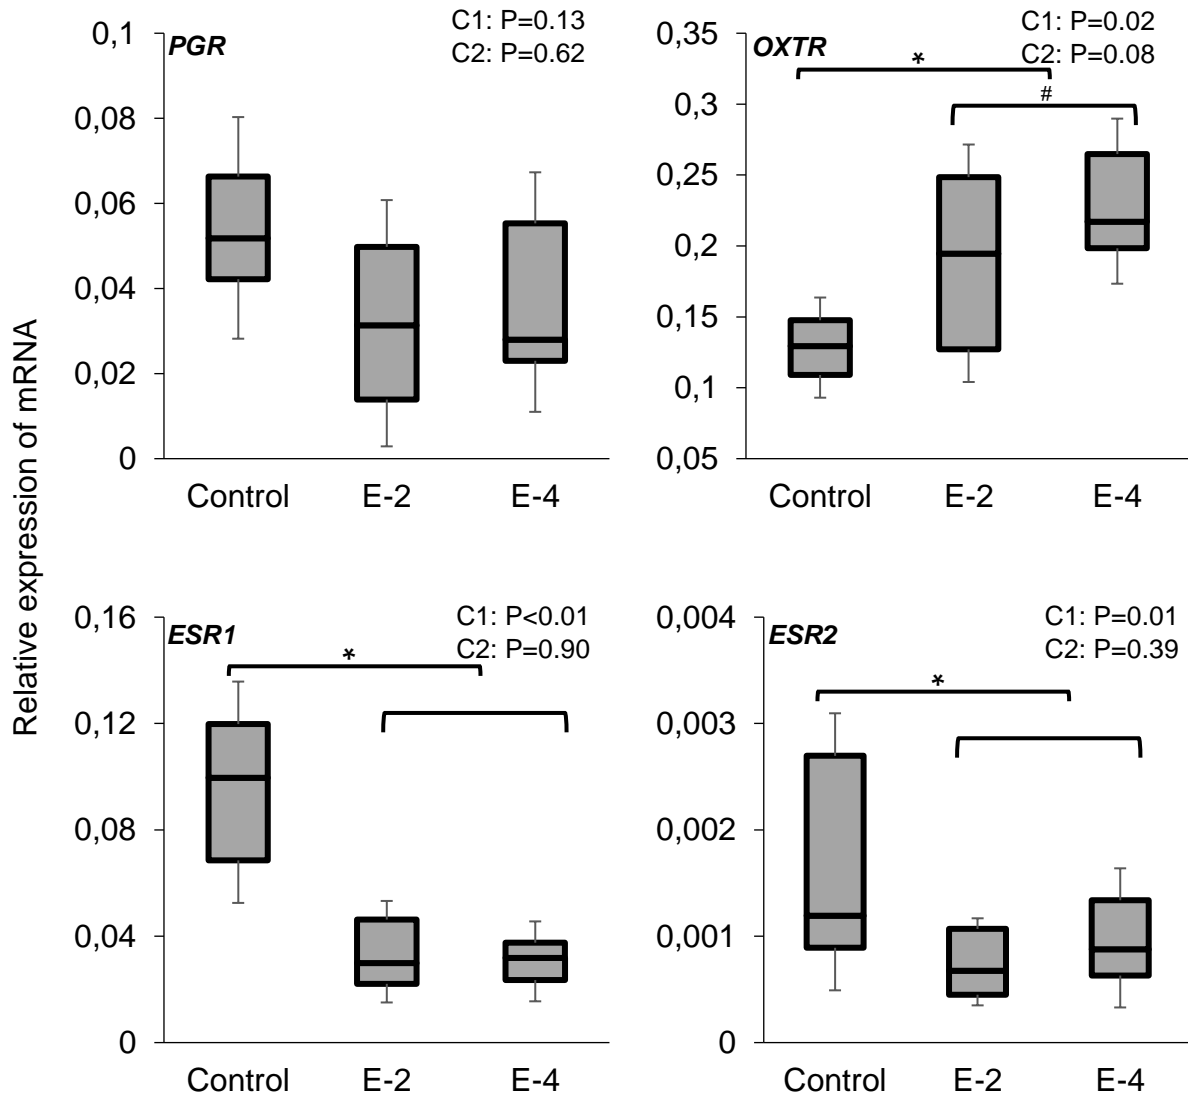 Relative expression of mRNA
PGR
C1: P=0.13
C2: P=0.62
0,1
0,08
0,06
0,04
0,02
0
Control E-2 E-4
OXTR
C1: P=0.02
C2: P=0.08
*
#
0,35
0,3
0,25
0,2
0,15
0,1
0,05
Control E-2 E-4
ESR1
C1: P<0.01
C2: P=0.90
*
0,16
0,12
0,08
0,04
0
Control E-2 E-4
ESR2
C1: P=0.01
C2: P=0.39
*
0,004
0,003
0,002
0,001
0
Control E-2 E-4